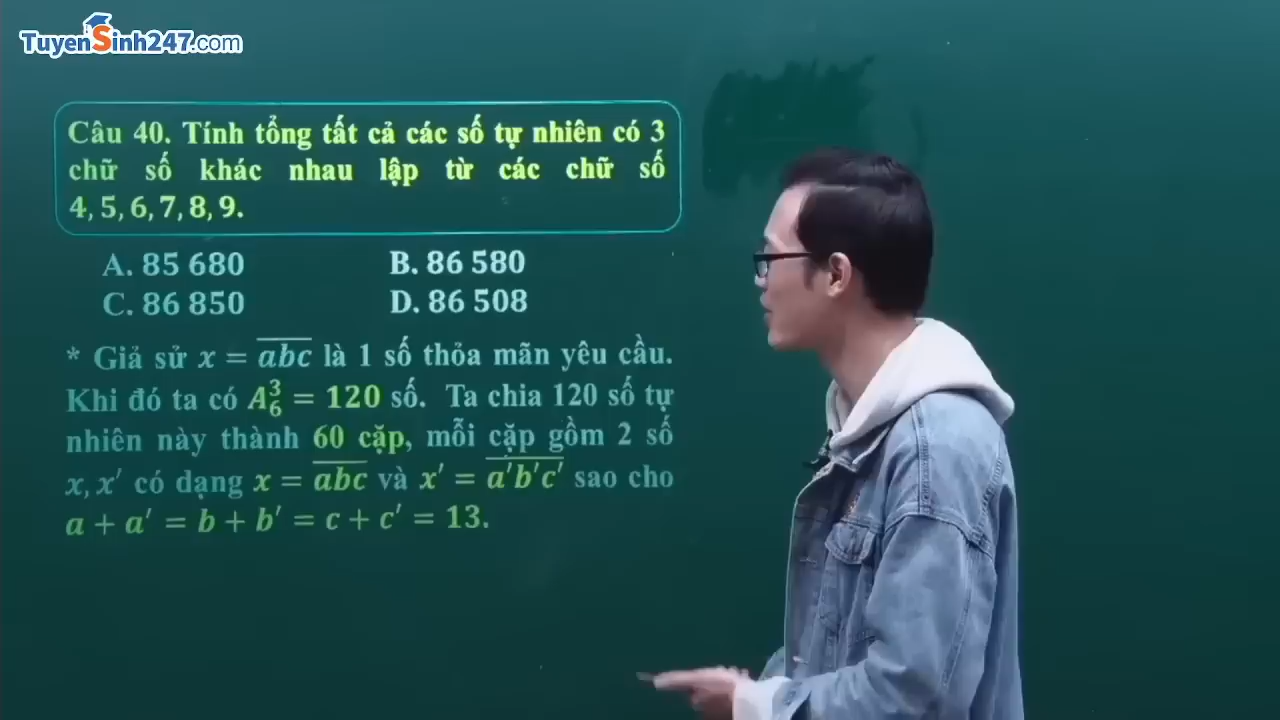 TuyenSinh247.com
Câu 40. Tính tổng tất cả các số tự nhiên có 3
chữ số khác nhau lập từ các chữ số
4, 5, 6, 7, 8, 9.
A. 85 680 B. 86 580
C. 86 850 D. 86 508
* Giả sử x = \overline{abc} là 1 số thỏa mãn yêu cầu.
Khi đó ta có A_6^3 = 120 số. Ta chia 120 số tự
nhiên này thành 60 cặp, mỗi cặp gồm 2 số
x, x′ có dạng x = \overline{abc} và x′ = \overline{a′b′c′} sao cho
a + a′ = b + b′ = c + c′ = 13.